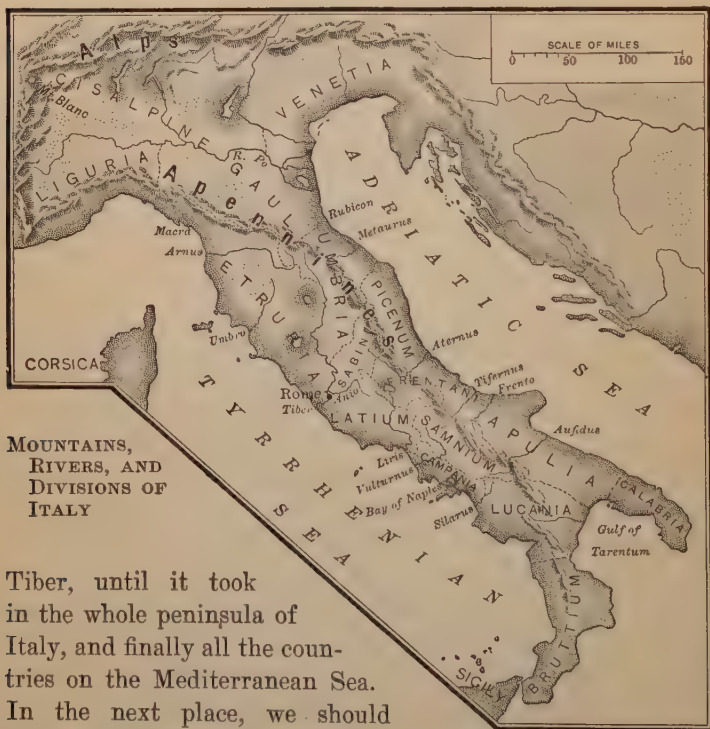 SCALE OF MILES
0 50 100 150
Alps
CISALPINE
Mt. Blanc
VENETIA
LIGURIA
R. Po
GAUL
Apennines
ADRIATIC SEA
Rubicon
Metaurus
Macra
Arnus
UMBRIA
PICENUM
ETRURIA
Umbro
SABINI
Aternus
CORSICA
Rome
Tiber
Anio
FRENTANI
Tifernus
Frento
LATIUM
SAMNIUM
APULIA
Aufidus
TYRRHENIAN SEA
Liris
Vulturnus
CAMPANIA
Bay of Naples
Silarus
LUCANIA
CALABRIA
Gulf of
Tarentum
BRUTTIUM
SICILY
MOUNTAINS,
RIVERS, AND
DIVISIONS OF
ITALY
Tiber, until it took
in the whole peninsula of
Italy, and finally all the coun-
tries on the Mediterranean Sea.
In the next place, we should